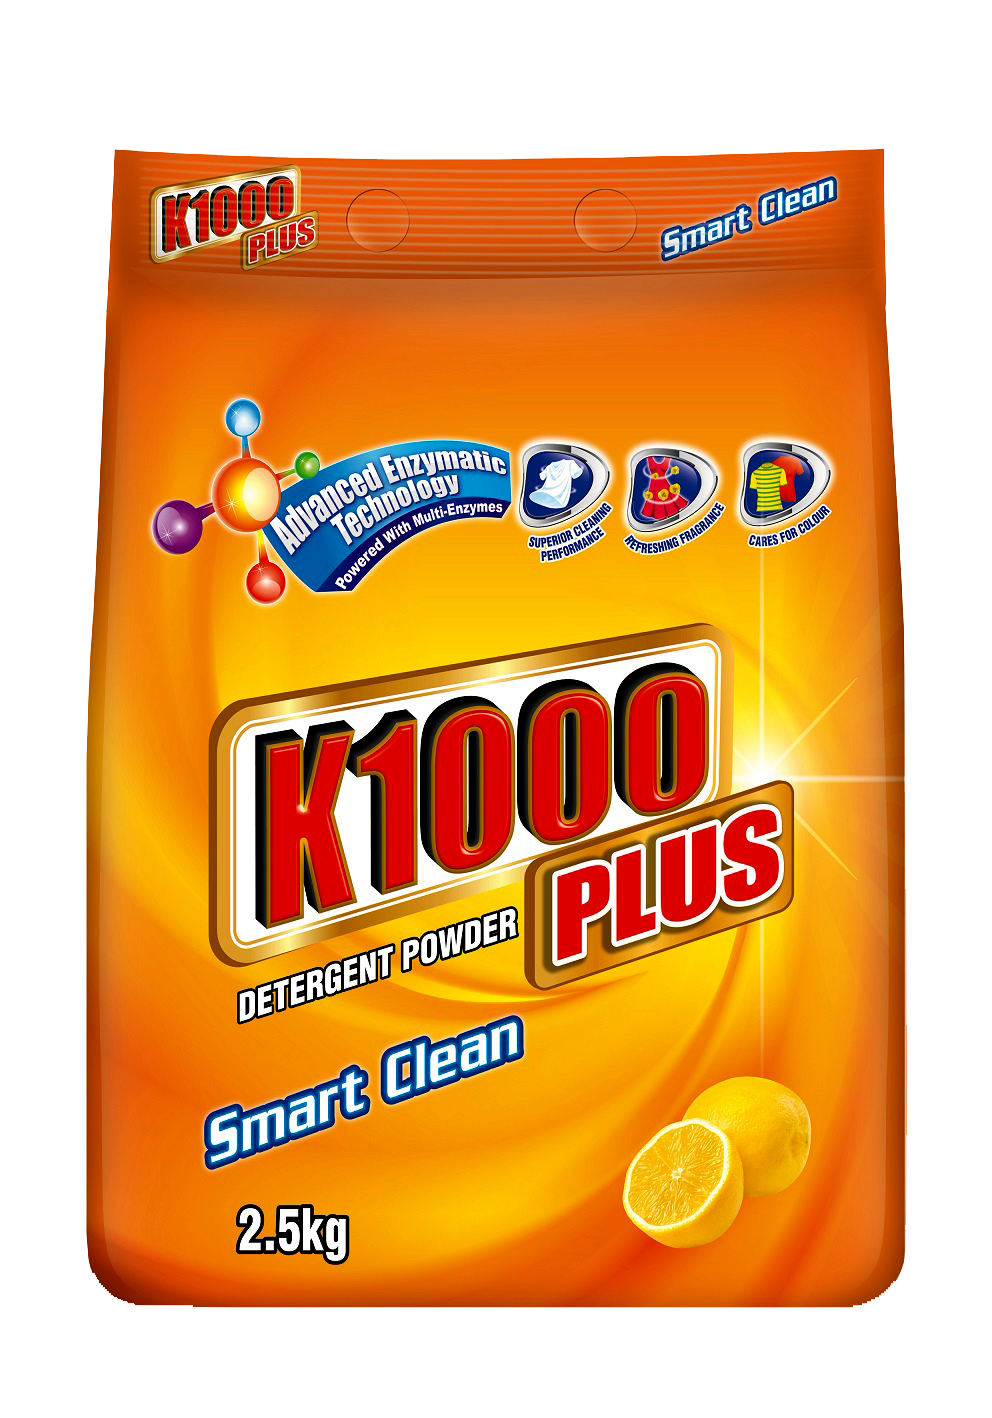 K1000
PLUS
Smart Clean
Advanced Enzymatic
Technology
Powered With Multi-Enzymes
SUPERIOR CLEANING
PERFORMANCE
REFRESHING FRAGRANCE
CARES FOR COLOUR
K1000
PLUS
DETERGENT POWDER
Smart Clean
2.5kg